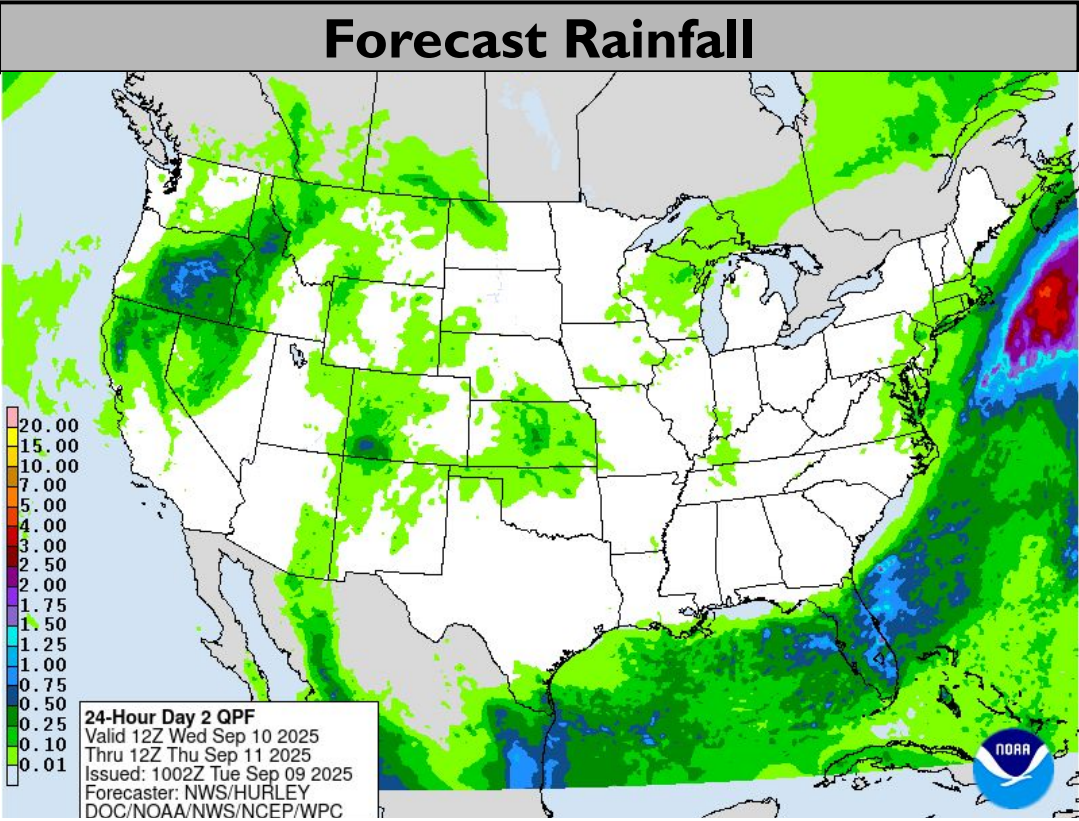 Forecast Rainfall
20.00
15.00
10.00
7.00
5.00
4.00
3.00
2.50
2.00
1.75
1.50
1.25
1.00
0.75
0.50
0.25
0.10
0.01
24-Hour Day 2 QPF
Valid 12Z Wed Sep 10 2025
Thru 12Z Thu Sep 11 2025
Issued: 1002Z Tue Sep 09 2025
Forecaster: NWS/HURLEY
DOC/NOAA/NWS/NCEP/WPC
NOAA